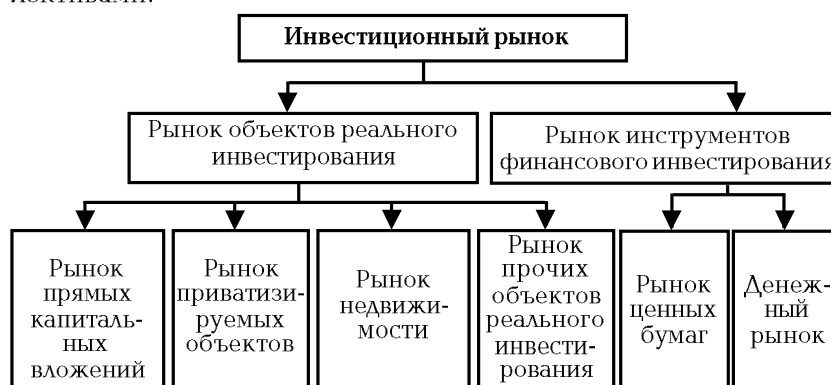 Инвестиционный рынок
Рынок объектов реального
инвестирования
Рынок инструментов
финансового инвестирования
Рынок
прямых
капиталь-
ных
вложений
Рынок
приватизи-
руемых
объектов
Рынок
недвижи-
мости
Рынок
прочих
объектов
реального
инвести-
рования
Рынок
ценных
бумаг
Денеж-
ный
рынок